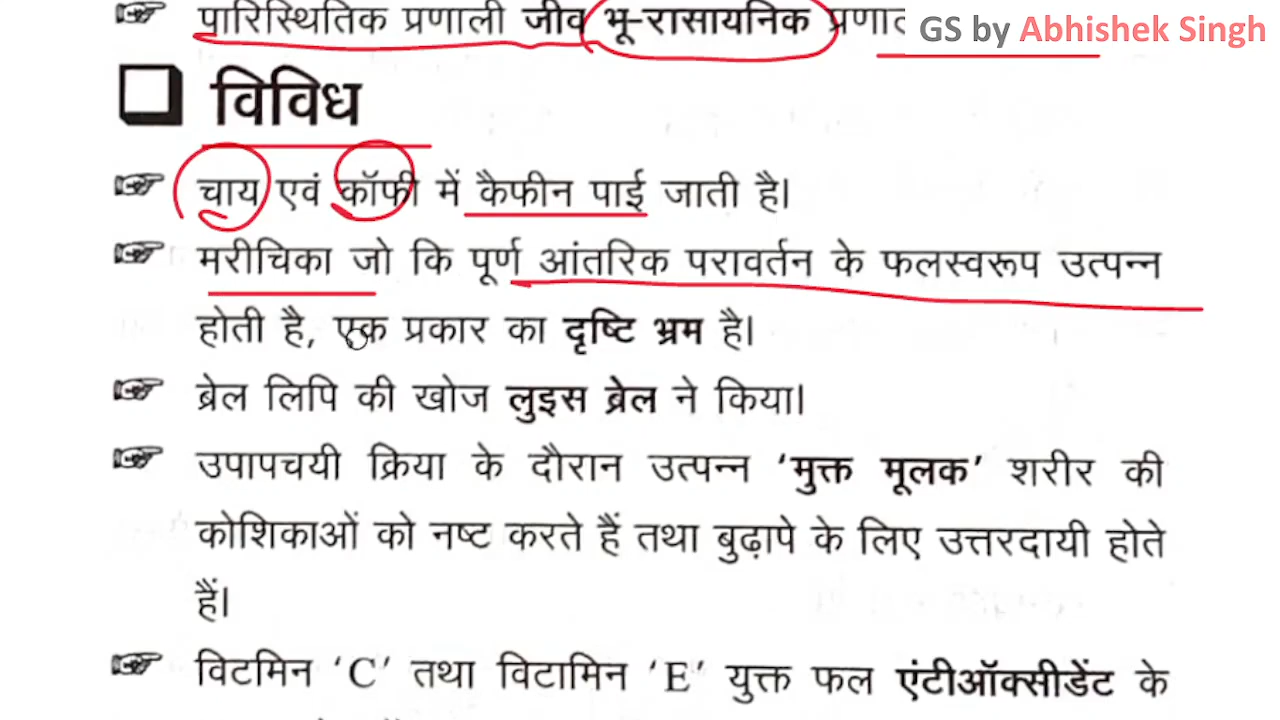 पारिस्थितिक प्रणाली जीव भू-रासायनिक
GS by Abhishek Singh
विविध
चाय एवं कॉफी में कैफीन पाई जाती है।
मरीचिका जो कि पूर्ण आंतरिक परावर्तन के फलस्वरूप उत्पन्न
होती है, एक प्रकार का दृष्टि भ्रम है।
ब्रेल लिपि की खोज लुइस ब्रेल ने किया।
उपापचयी क्रिया के दौरान उत्पन्न ‘मुक्त मूलक’ शरीर की
कोशिकाओं को नष्ट करते हैं तथा बुढ़ापे के लिए उत्तरदायी होते
हैं।
विटमिन ‘C’ तथा विटामिन ‘E’ युक्त फल एंटीऑक्सीडेंट के